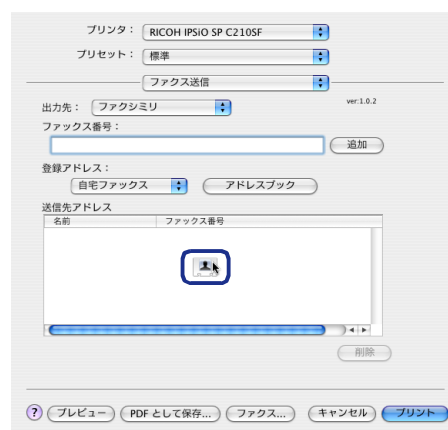 プリンタ： RICOH IPSiO SP C210SF
プリセット： 標準
ファクス送信
出力先： ファクシミリ ver:1.0.2
ファックス番号：
追加
登録アドレス：
自宅ファックス アドレスブック
送信先アドレス
名前 ファックス番号
削除
? プレビュー PDF として保存... ファクス... キャンセル プリント